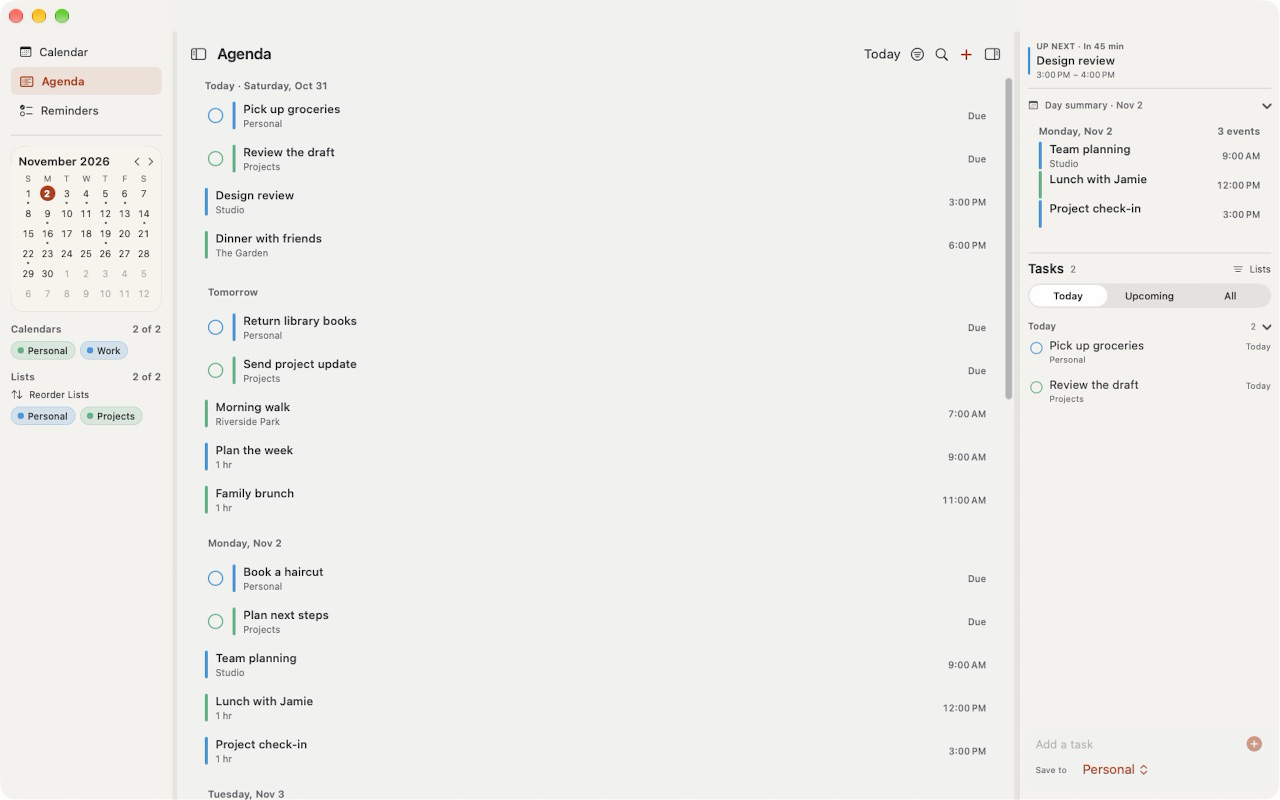 Calendar
Agenda
Reminders
November 2026
S M T W T F S
1 2 3 4 5 6 7
8 9 10 11 12 13 14
15 16 17 18 19 20 21
22 23 24 25 26 27 28
29 30 1 2 3 4 5
6 7 8 9 10 11 12
Calendars 2 of 2
Personal Work
Lists 2 of 2
Reorder Lists
Personal Projects
Agenda Today
Today · Saturday, Oct 31
Pick up groceries
Personal Due
Review the draft
Projects Due
Design review
Studio 3:00 PM
Dinner with friends
The Garden 6:00 PM
Tomorrow
Return library books
Personal Due
Send project update
Projects Due
Morning walk
Riverside Park 7:00 AM
Plan the week
1 hr 9:00 AM
Family brunch
1 hr 11:00 AM
Monday, Nov 2
Book a haircut
Personal Due
Plan next steps
Projects Due
Team planning
Studio 9:00 AM
Lunch with Jamie
1 hr 12:00 PM
Project check-in
1 hr 3:00 PM
Tuesday, Nov 3
UP NEXT · In 45 min
Design review
3:00 PM – 4:00 PM
Day summary · Nov 2
Monday, Nov 2 3 events
Team planning
Studio 9:00 AM
Lunch with Jamie 12:00 PM
Project check-in 3:00 PM
Tasks 2 Lists
Today Upcoming All
Today 2
Pick up groceries Today
Personal
Review the draft Today
Projects
Add a task
Save to Personal